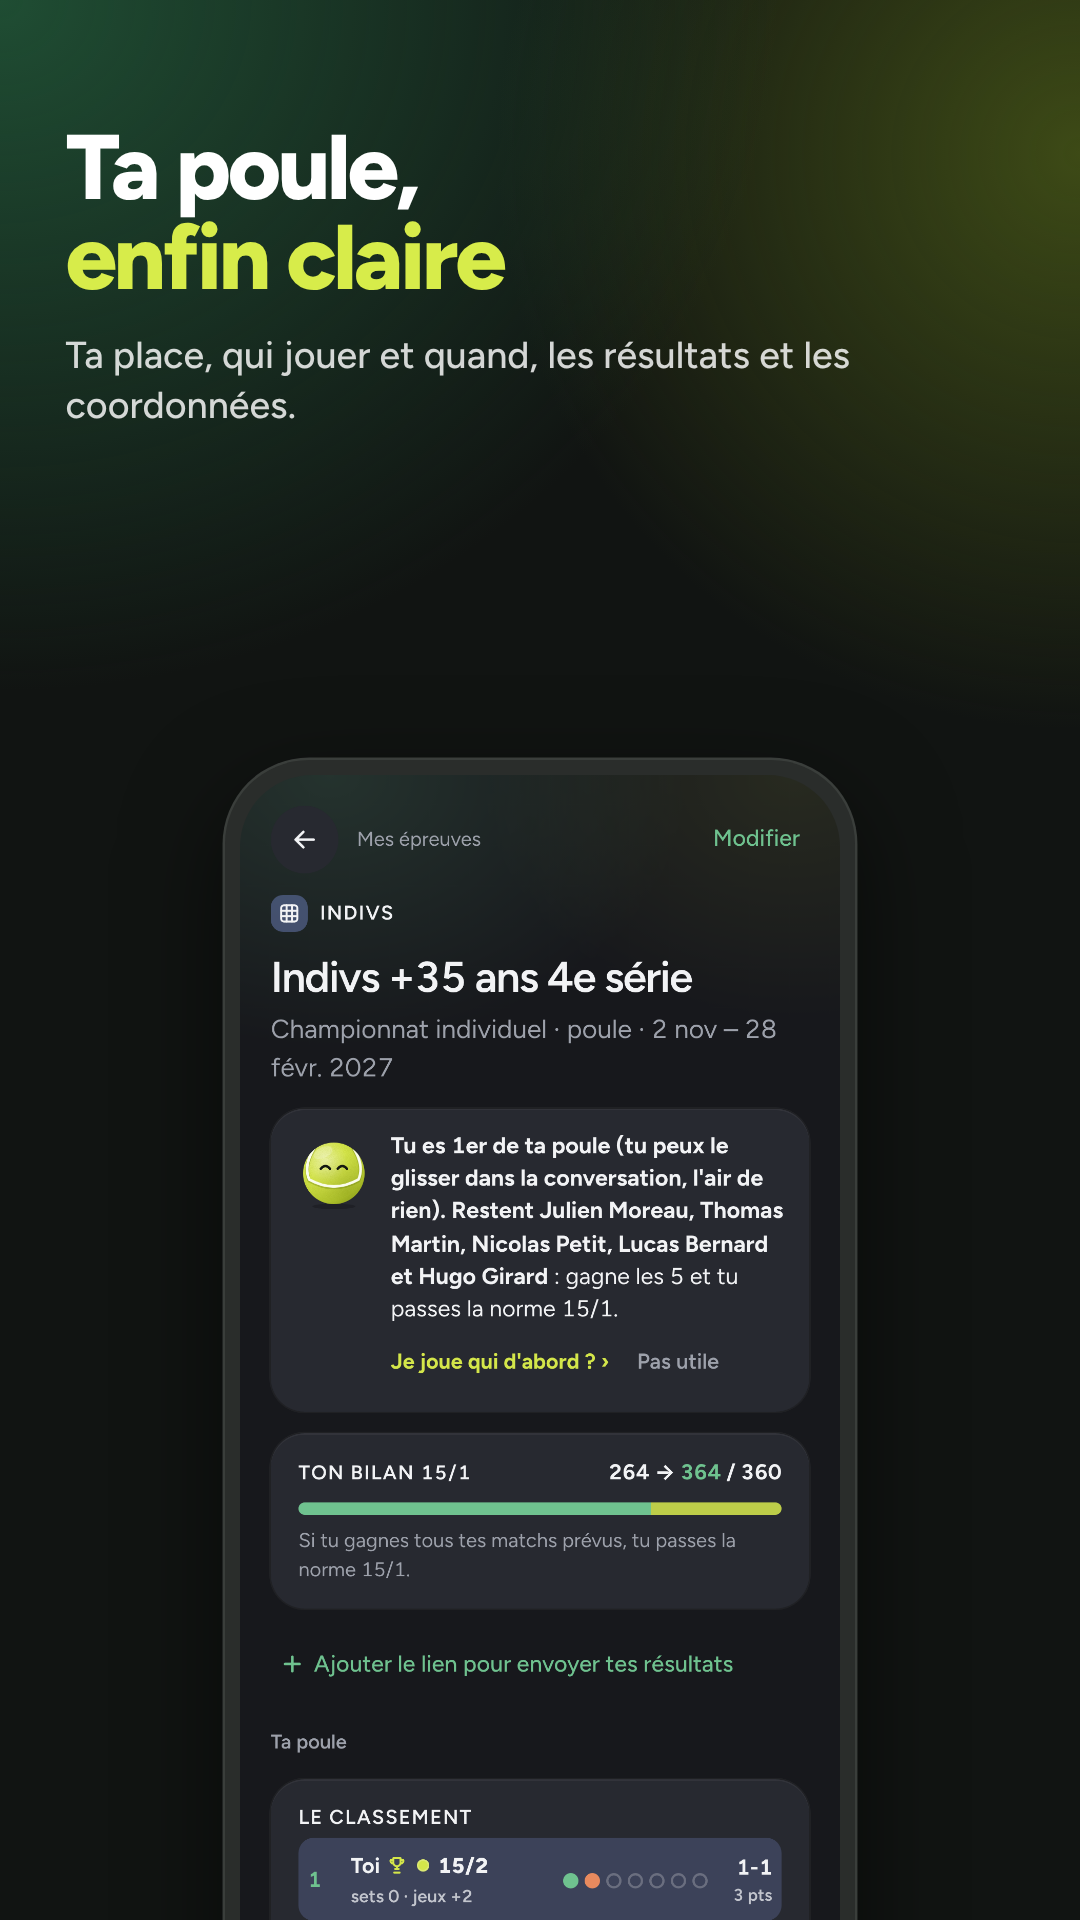 Ta poule,
enfin claire
Ta place, qui jouer et quand, les résultats et les
coordonnées.
Mes épreuves
Modifier
INDIVS
Indivs +35 ans 4e série
Championnat individuel · poule · 2 nov – 28
févr. 2027
Tu es 1er de ta poule (tu peux le
glisser dans la conversation, l'air de
rien). Restent Julien Moreau, Thomas
Martin, Nicolas Petit, Lucas Bernard
et Hugo Girard : gagne les 5 et tu
passes la norme 15/1.
Je joue qui d'abord ? › Pas utile
TON BILAN 15/1
264 → 364 / 360
Si tu gagnes tous tes matchs prévus, tu passes la
norme 15/1.
+ Ajouter le lien pour envoyer tes résultats
Ta poule
LE CLASSEMENT
1 Toi 15/2 1-1
sets 0 · jeux +2 3 pts